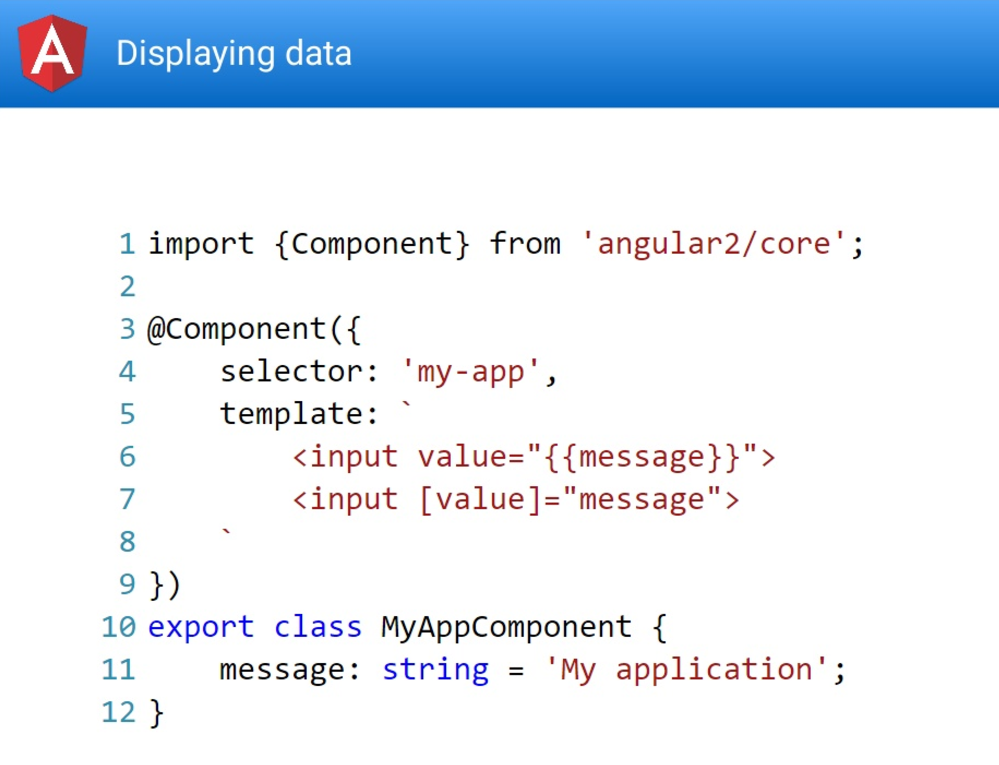 A
Displaying data
1 import {Component} from 'angular2/core';
2
3 @Component({
4     selector: 'my-app',
5     template: `
6         <input value="{{message}}">
7         <input [value]="message">
8     `
9 })
10 export class MyAppComponent {
11     message: string = 'My application';
12 }